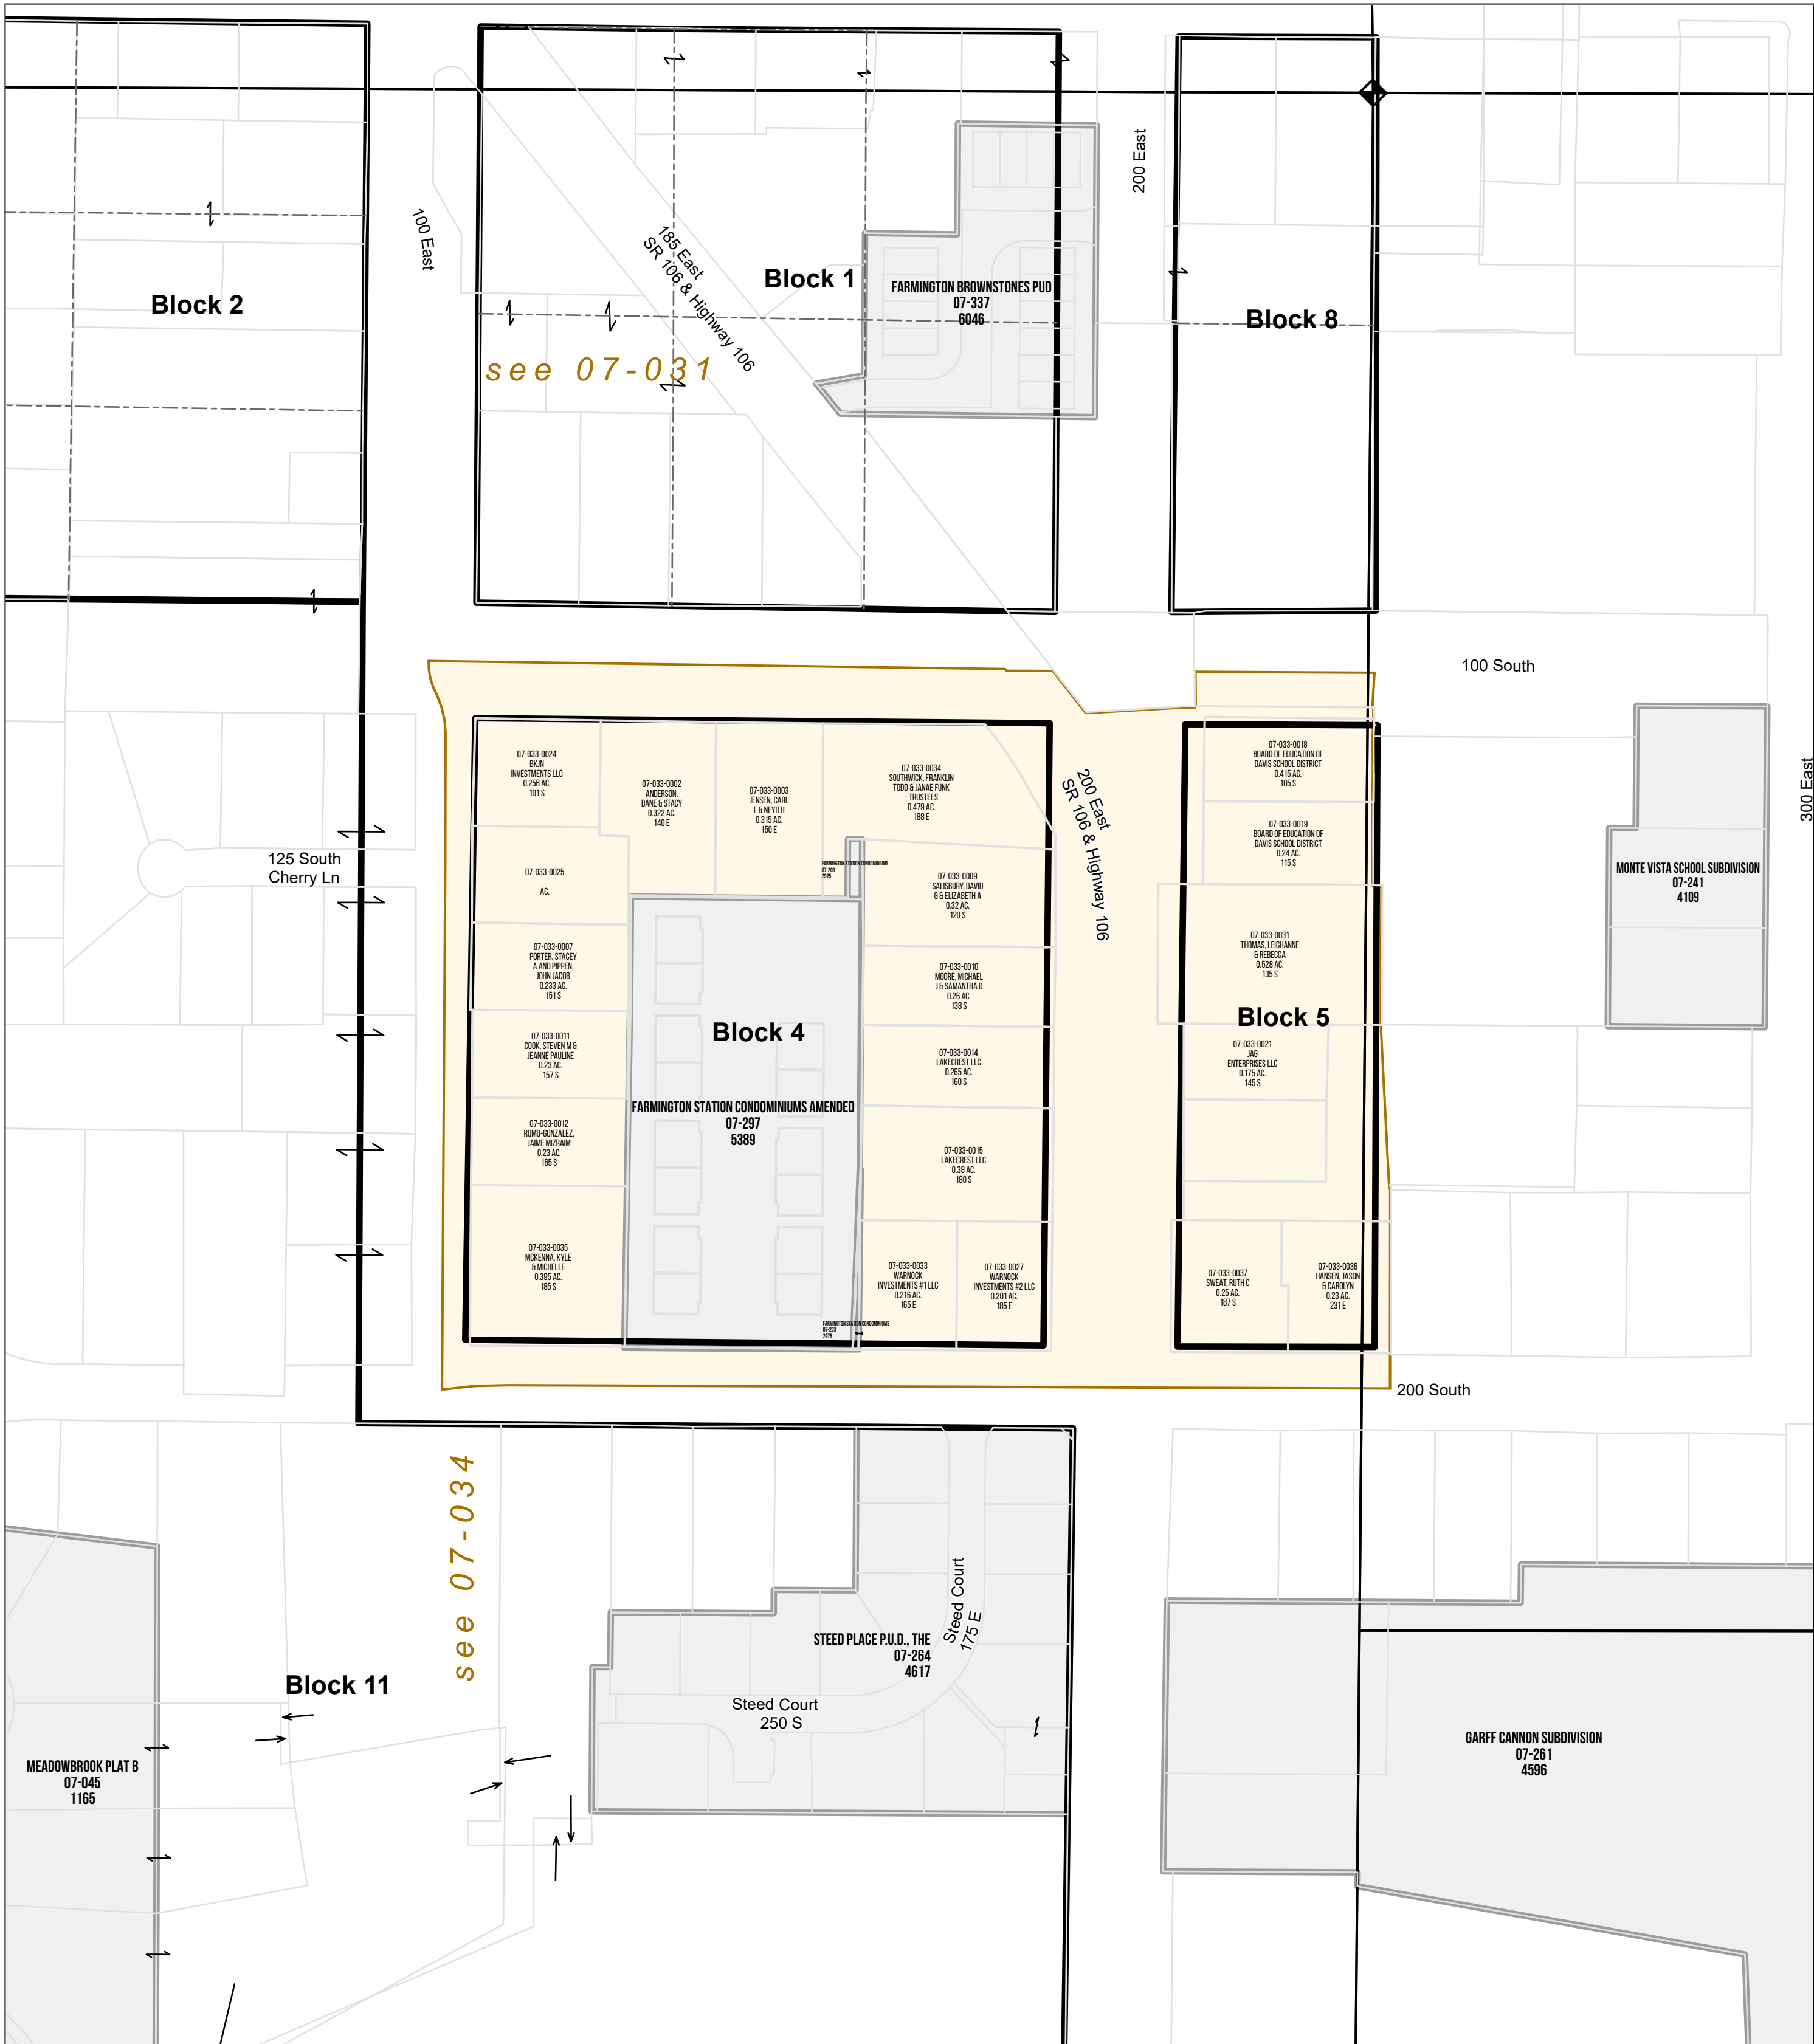 200 East
100 East
185 East
SR 106 & Highway 106
Block 1
Block 2
FARMINGTON BROWNSTONES PUD
07-337
6046
Block 8
see 07-031
100 South
07-033-0024
BKJN
INVESTMENTS LLC
0.256 AC.
101 S
07-033-0002
ANDERSON,
DANE & STACY
0.322 AC.
140 E
07-033-0003
JENSEN, CARL
F & NEYITH
0.315 AC.
150 E
07-033-0034
SOUTHWICK, FRANKLIN
TODD & JANAE FUNK
- TRUSTEES
0.479 AC.
188 E
200 East
SR 106 & Highway 106
07-033-0018
BOARD OF EDUCATION OF
DAVIS SCHOOL DISTRICT
0.415 AC.
105 S
07-033-0019
BOARD OF EDUCATION OF
DAVIS SCHOOL DISTRICT
0.24 AC.
115 S
300 East
MONTE VISTA SCHOOL SUBDIVISION
07-241
4109
125 South
Cherry Ln
07-033-0025
AC.
FARMINGTON STATION CONDOMINIUMS
07-203
2975
07-033-0009
SALISBURY, DAVID
G & ELIZABETH A
0.32 AC.
120 S
07-033-0007
PORTER, STACEY
A AND PIPPEN,
JOHN JACOB
0.233 AC.
151 S
07-033-0010
MOORE, MICHAEL
J & SAMANTHA D
0.26 AC.
138 S
07-033-0031
THOMAS, LEIGHANNE
& REBECCA
0.528 AC.
135 S
Block 5
Block 4
07-033-0011
COOK, STEVEN M &
JEANNE PAULINE
0.23 AC.
157 S
07-033-0014
LAKECREST LLC
0.265 AC.
160 S
07-033-0021
JAG
ENTERPRISES LLC
0.175 AC.
145 S
FARMINGTON STATION CONDOMINIUMS AMENDED
07-297
5389
07-033-0012
ROMO-GONZALEZ,
JAIME MIZRAIM
0.23 AC.
165 S
07-033-0015
LAKECREST LLC
0.38 AC.
180 S
07-033-0035
MCKENNA, KYLE
& MICHELLE
0.395 AC.
185 S
07-033-0033
WARNOCK
INVESTMENTS #1 LLC
0.216 AC.
165 E
07-033-0027
WARNOCK
INVESTMENTS #2 LLC
0.201 AC.
185 E
07-033-0037
SWEAT, RUTH C
0.25 AC.
187 S
07-033-0036
HANSEN, JASON
& CAROLYN
0.23 AC.
231 E
FARMINGTON STATION CONDOMINIUMS
07-203
2975
200 South
see 07-034
Steed Court
175 E
STEED PLACE P.U.D., THE
07-264
4617
Block 11
Steed Court
250 S
MEADOWBROOK PLAT B
07-045
1165
GARFF CANNON SUBDIVISION
07-261
4596